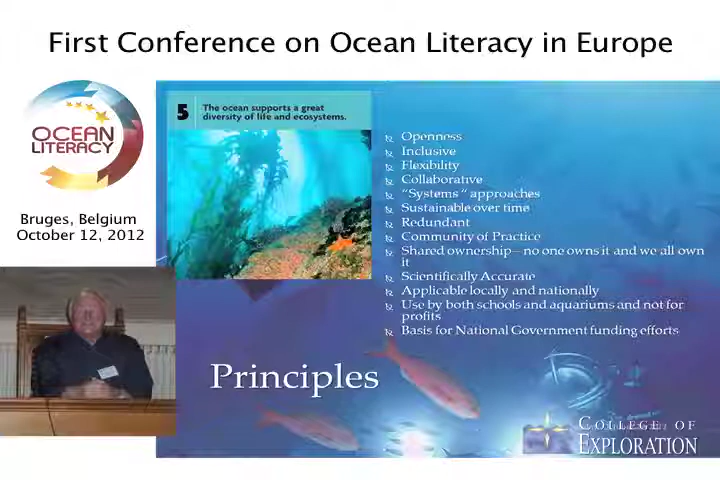 First Conference on Ocean Literacy in Europe
OCEAN
LITERACY
Bruges, Belgium
October 12, 2012
5 The ocean supports a great
diversity of life and ecosystems.
Openness
Inclusive
Flexibility
Collaborative
“Systems “ approaches
Sustainable over time
Redundant
Community of Practice
Shared ownership– no one owns it and we all own
it
Scientifically Accurate
Applicable locally and nationally
Use by both schools and aquariums and not for
profits
Basis for National Government funding efforts
Principles
COLLEGE OF
EXPLORATION